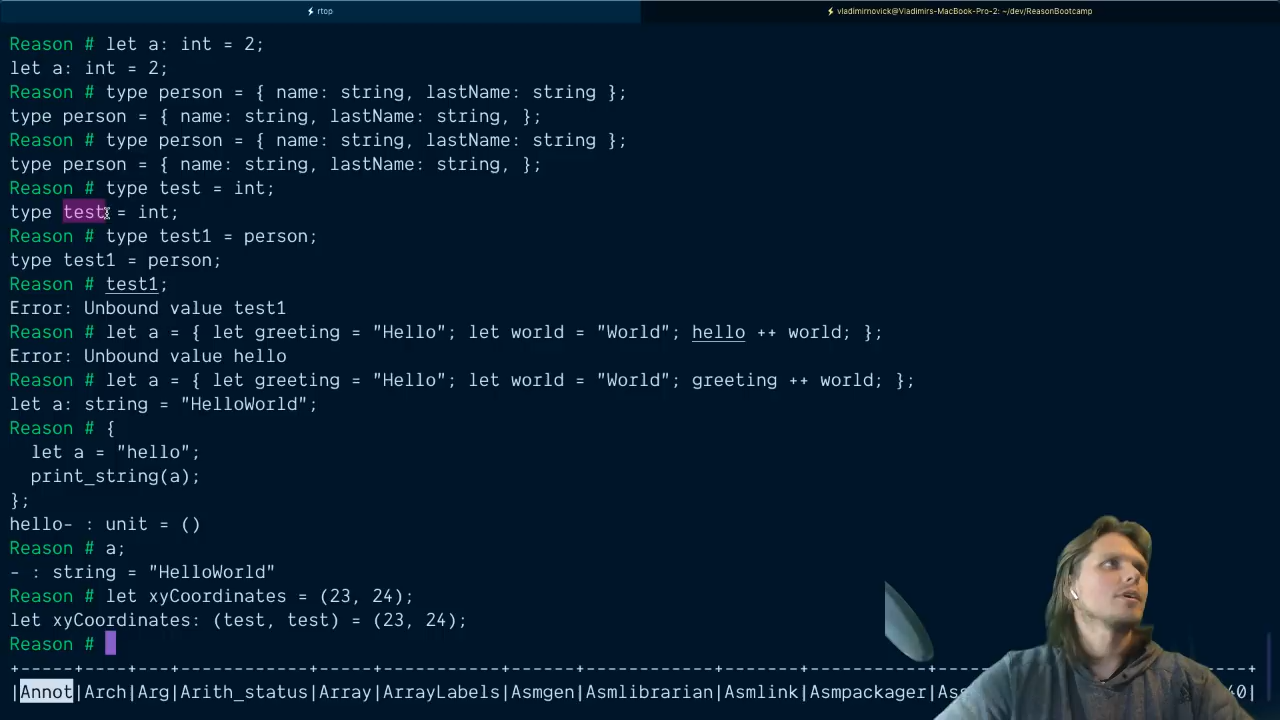 ⚡ rtop
⚡ vladimirnovick@Vladimirs-MacBook-Pro-2: ~/dev/ReasonBootcamp
Reason # let a: int = 2;
let a: int = 2;
Reason # type person = { name: string, lastName: string };
type person = { name: string, lastName: string, };
Reason # type person = { name: string, lastName: string };
type person = { name: string, lastName: string, };
Reason # type test = int;
type test = int;
Reason # type test1 = person;
type test1 = person;
Reason # test1;
Error: Unbound value test1
Reason # let a = { let greeting = "Hello"; let world = "World"; hello ++ world; };
Error: Unbound value hello
Reason # let a = { let greeting = "Hello"; let world = "World"; greeting ++ world; };
let a: string = "HelloWorld";
Reason # {
  let a = "hello";
  print_string(a);
};
hello- : unit = ()
Reason # a;
- : string = "HelloWorld"
Reason # let xyCoordinates = (23, 24);
let xyCoordinates: (test, test) = (23, 24);
Reason #
|Annot|Arch|Arg|Arith_status|Array|ArrayLabels|Asmgen|Asmlibrarian|Asmlink|Asmpackager|